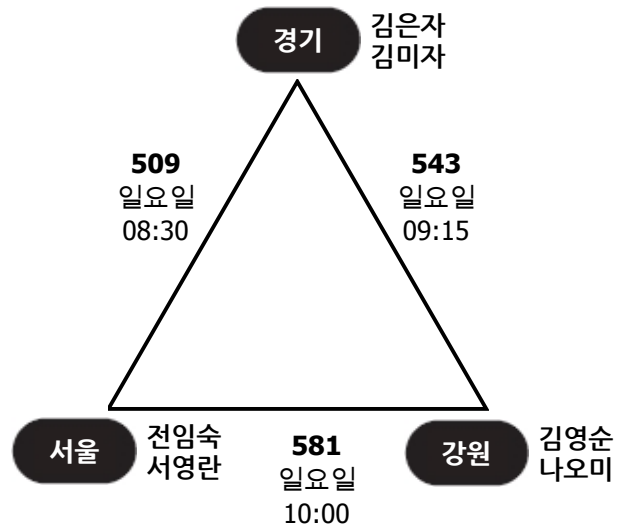 경기
김은자
김미자
509
일요일
08:30
543
일요일
09:15
서울
전임숙
서영란
581
일요일
10:00
강원
김영순
나오미